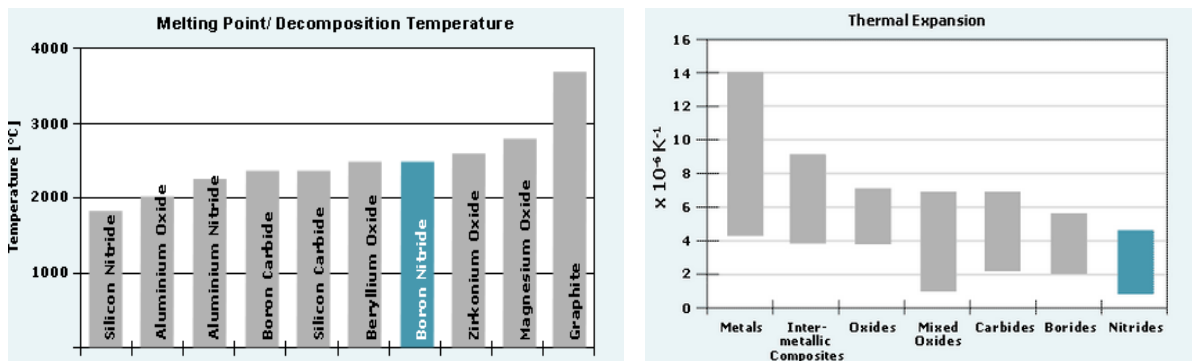 Melting Point/ Decomposition Temperature
Temperature [°C]
4000
3000
2000
1000
Silicon Nitride
Aluminium Oxide
Aluminium Nitride
Boron Carbide
Silicon Carbide
Beryllium Oxide
Boron Nitride
Zirkonium Oxide
Magnesium Oxide
Graphite
Thermal Expansion
x 10⁻⁶ K⁻¹
16
14
12
10
8
6
4
2
0
Metals
Inter-
metallic
Composites
Oxides
Mixed
Oxides
Carbides
Borides
Nitrides